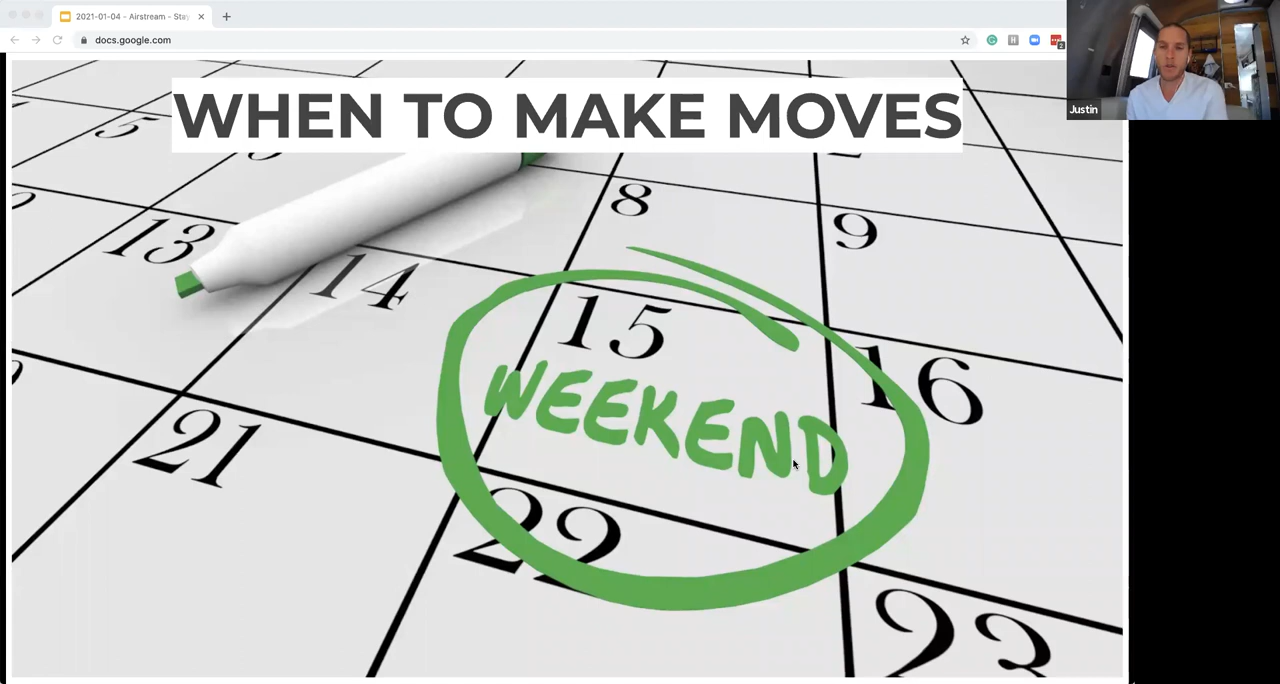 2021-01-04 - Airstream - Stay
docs.google.com
Justin
WHEN TO MAKE MOVES
5
8
9
13
14
15
16
WEEKEND
21
22
23